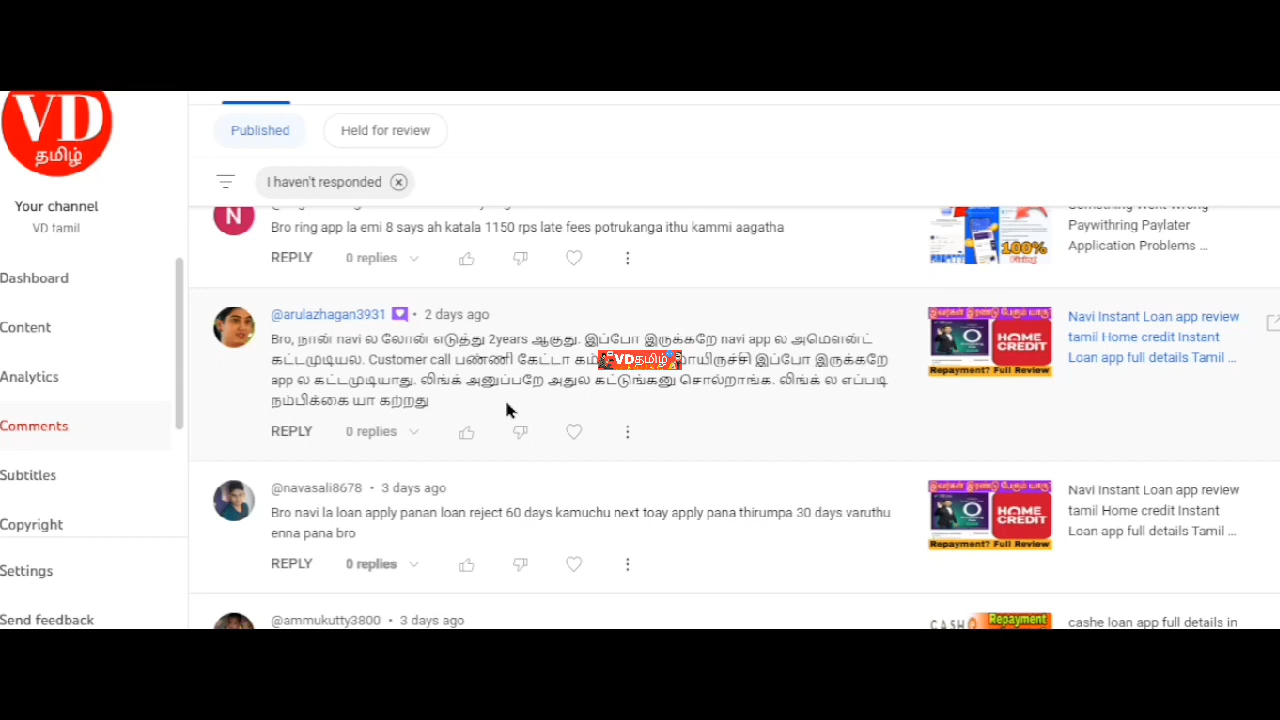 VD
தமிழ்
Your channel
VD tamil
Dashboard
Content
Analytics
Comments
Subtitles
Copyright
Settings
Send feedback
Published
Held for review
I haven't responded
N
Bro ring app la emi 8 says ah katala 1150 rps late fees potrukanga ithu kammi aagatha
REPLY 0 replies
Paywithring Paylater
Application Problems ...
100%
@arulazhagan3931 • 2 days ago
Bro, நான் navi ல லோன் எடுத்து 2years ஆகுது. இப்போ இருக்கறே navi app ல அமௌன்ட்
கட்டமுடியல. Customer call பண்ணி கேட்டா இப்போ இருக்கறே
app ல கட்டமுடியாது. லிங்க் அனுப்பறே அதுல கட்டுங்கனு சொல்றாங்க. லிங்க் ல எப்படி
நம்பிக்கை யா கற்றது
VDதமிழ்
REPLY 0 replies
இவர்கள் இரண்டு பேரும் யாரு
HOME
CREDIT
Repayment? Full Review
Navi Instant Loan app review
tamil Home credit Instant
Loan app full details Tamil ...
@navasali8678 • 3 days ago
Bro navi la loan apply panan loan reject 60 days kamuchu next toay apply pana thirumpa 30 days varuthu
enna pana bro
REPLY 0 replies
இவர்கள் இரண்டு பேரும் யாரு
HOME
CREDIT
Repayment? Full Review
Navi Instant Loan app review
tamil Home credit Instant
Loan app full details Tamil ...
@ammukutty3800 • 3 days ago
CASH
Repayment
cashe loan app full details in